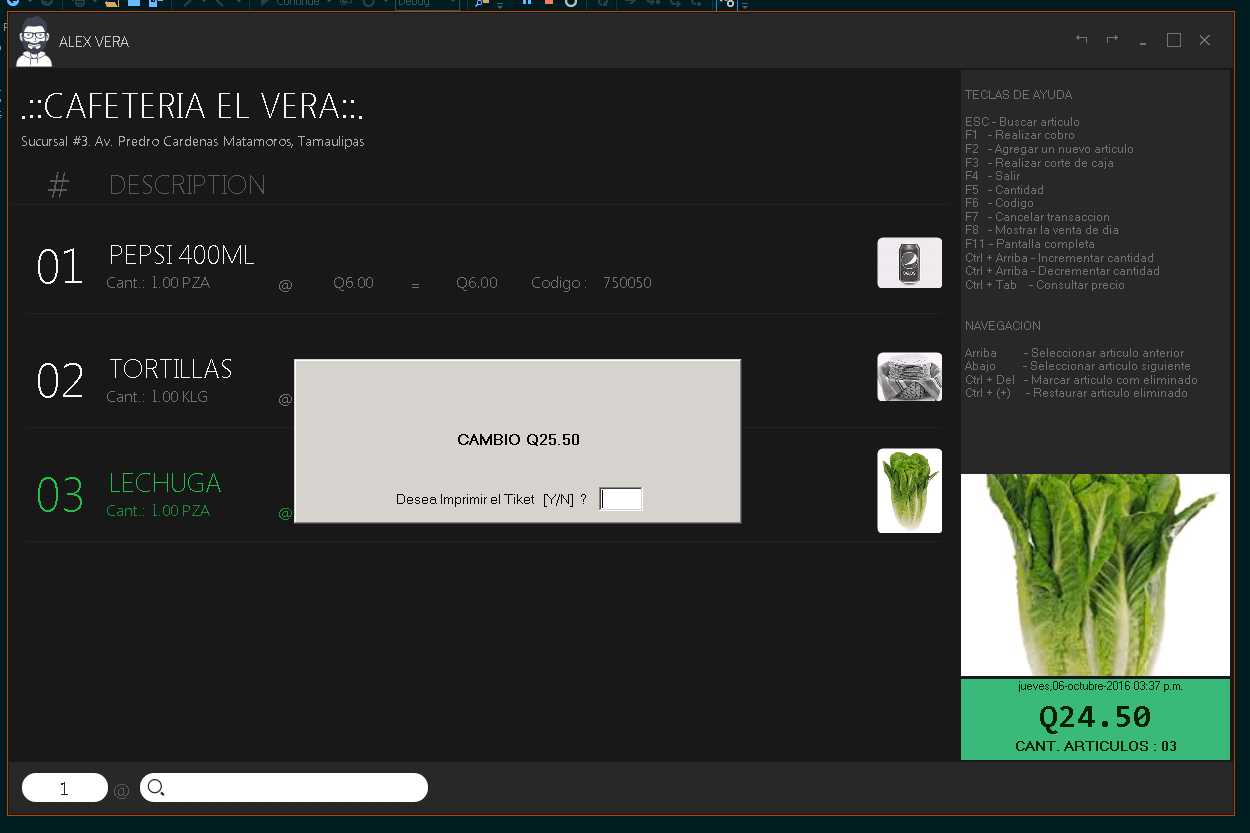 Continue
Debug
ALEX VERA
.::CAFETERIA EL VERA::.
Sucursal #3. Av. Predro Cardenas Matamoros, Tamaulipas
# DESCRIPTION
01 PEPSI 400ML
Cant.: 1.00 PZA @ Q6.00 = Q6.00 Codigo : 750050
02 TORTILLAS
Cant.: 1.00 KLG @
03 LECHUGA
Cant.: 1.00 PZA @
CAMBIO Q25.50
Desea Imprimir el Tiket [Y/N] ?
1 @
TECLAS DE AYUDA
ESC - Buscar articulo
F1 - Realizar cobro
F2 - Agregar un nuevo articulo
F3 - Realizar corte de caja
F4 - Salir
F5 - Cantidad
F6 - Codigo
F7 - Cancelar transaccion
F8 - Mostrar la venta de dia
F11 - Pantalla completa
Ctrl + Arriba - Incrementar cantidad
Ctrl + Arriba - Decrementar cantidad
Ctrl + Tab - Consultar precio
NAVEGACION
Arriba - Seleccionar articulo anterior
Abajo - Seleccionar articulo siguiente
Ctrl + Del - Marcar articulo com eliminado
Ctrl + (+) - Restaurar articulo eliminado
jueves,06-octubre-2016 03:37 p.m.
Q24.50
CANT. ARTICULOS : 03